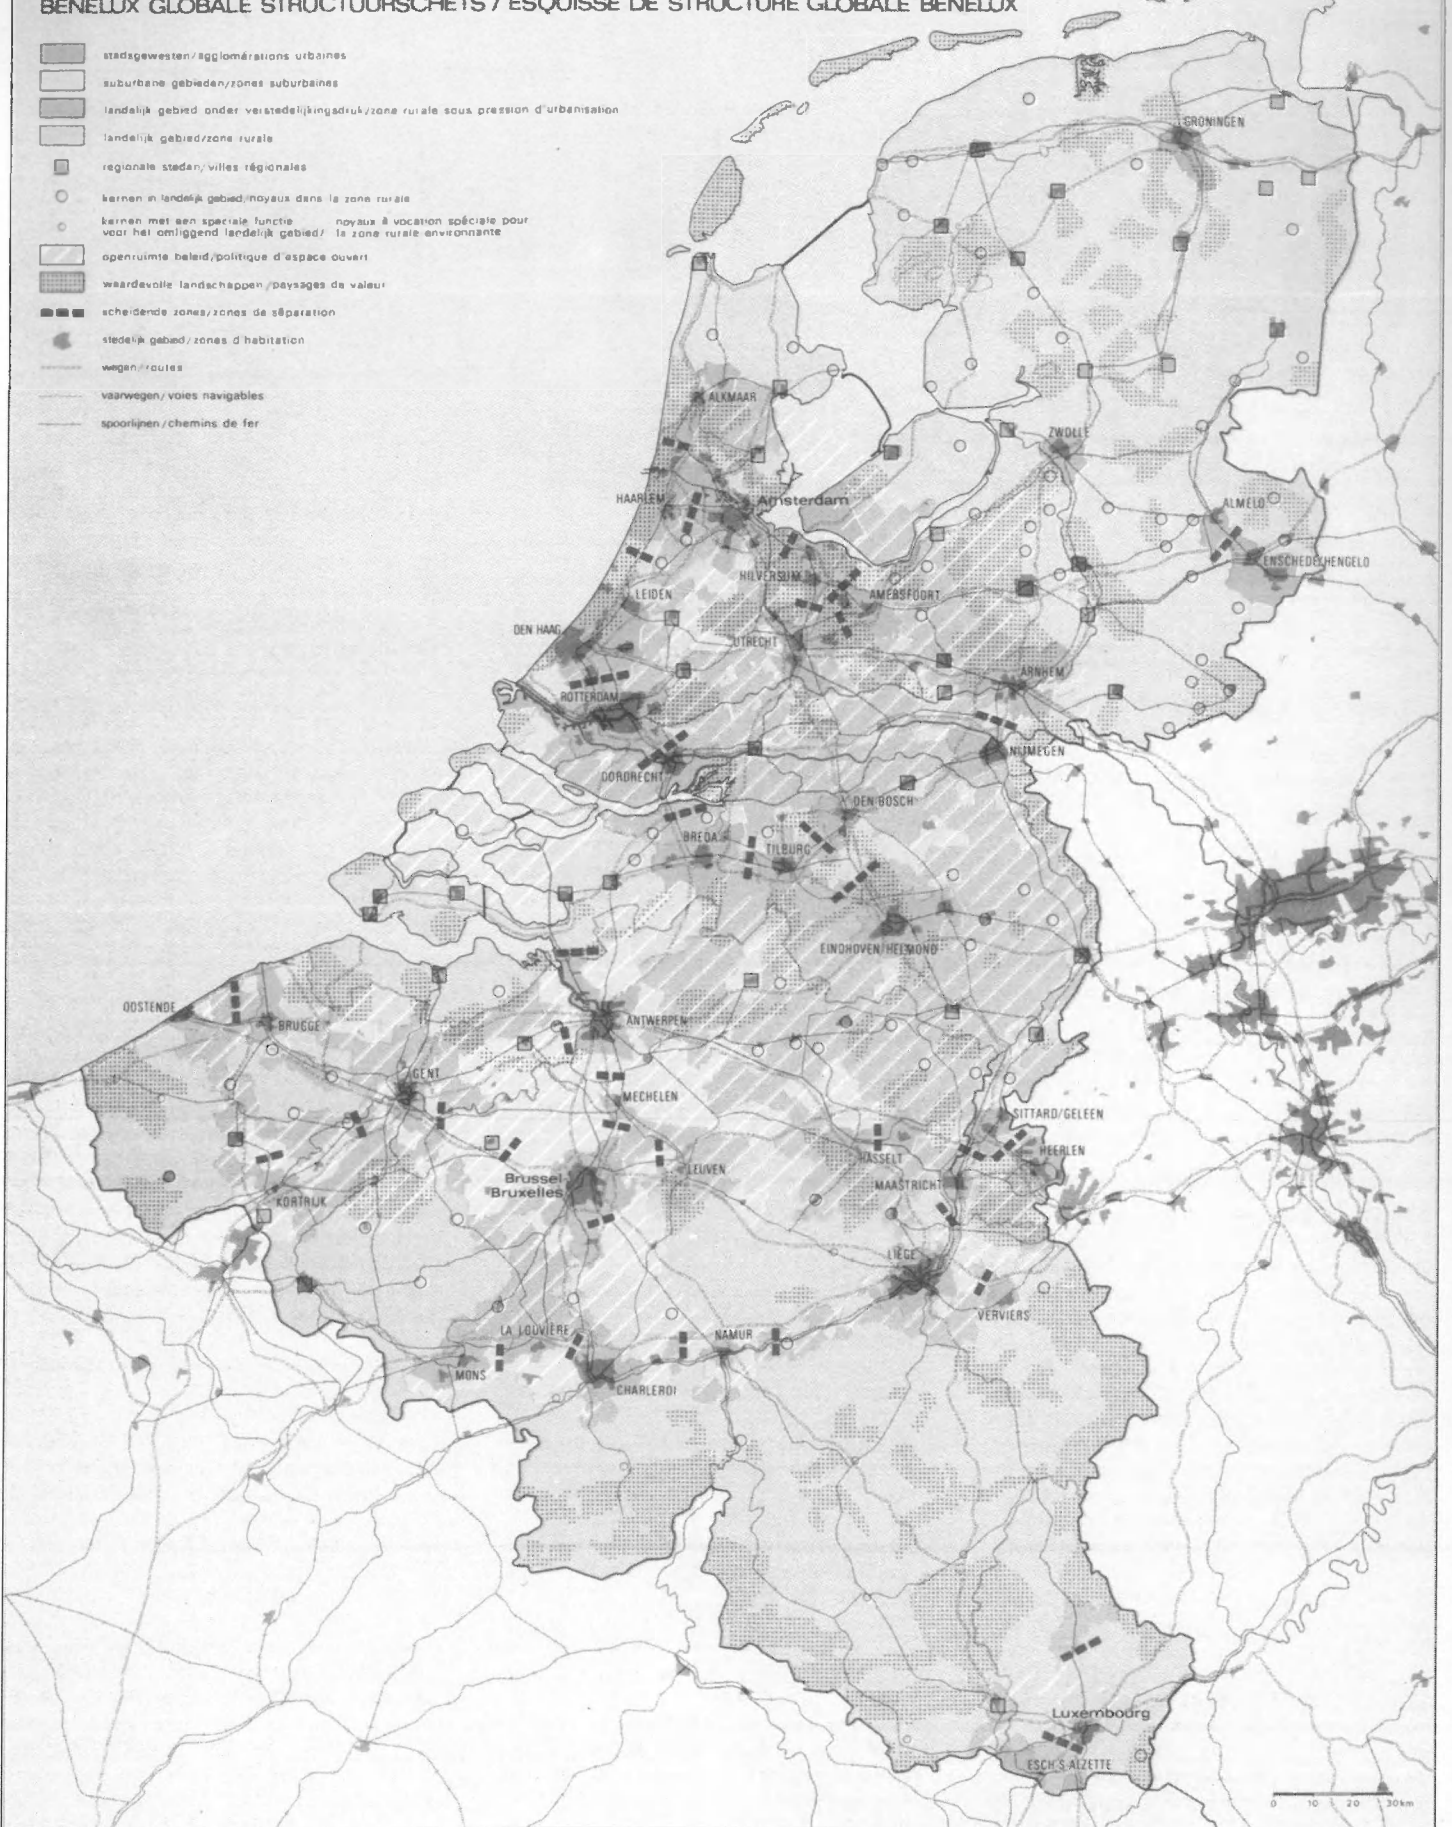 BENELUX GLOBALE STRUCTUURSCHETS / ESQUISSE DE STRUCTURE GLOBALE BENELUX
stadsgewesten/agglomérations urbaines
suburbane gebieden/zones suburbaines
landelijk gebied onder verstedelijkingsdruk/zone rurale sous pression d'urbanisation
landelijk gebied/zone rurale
regionale steden/villes régionales
kernen in landelijk gebied/noyaux dans la zone rurale
kernen met een speciale functie noyaux à vocation spéciale pour
voor het omliggend landelijk gebied/ la zone rurale environnante
openruimte beleid/politique d'espace ouvert
waardevolle landschappen/paysages de valeur
scheidende zones/zones de séparation
stedelijk gebied/zones d'habitation
wegen/routes
vaarwegen/voies navigables
spoorlijnen/chemins de fer
GRONINGEN
ALKMAAR
ZWOLLE
HAARLEM
Amsterdam
ALMELO
ENSCHEDE/HENGELO
HILVERSUM
AMERSFOORT
LEIDEN
DEN HAAG
UTRECHT
ARNHEM
ROTTERDAM
NIJMEGEN
DORDRECHT
DEN BOSCH
BREDA
TILBURG
EINDHOVEN/HELMOND
OOSTENDE
BRUGGE
ANTWERPEN
GENT
MECHELEN
SITTARD/GELEEN
HEERLEN
HASSELT
LEUVEN
Brussel
Bruxelles
MAASTRICHT
KORTRIJK
LIÈGE
VERVIERS
LA LOUVIÈRE
NAMUR
MONS
CHARLEROI
Luxembourg
ESCH S.ALZETTE
0 10 20 30km